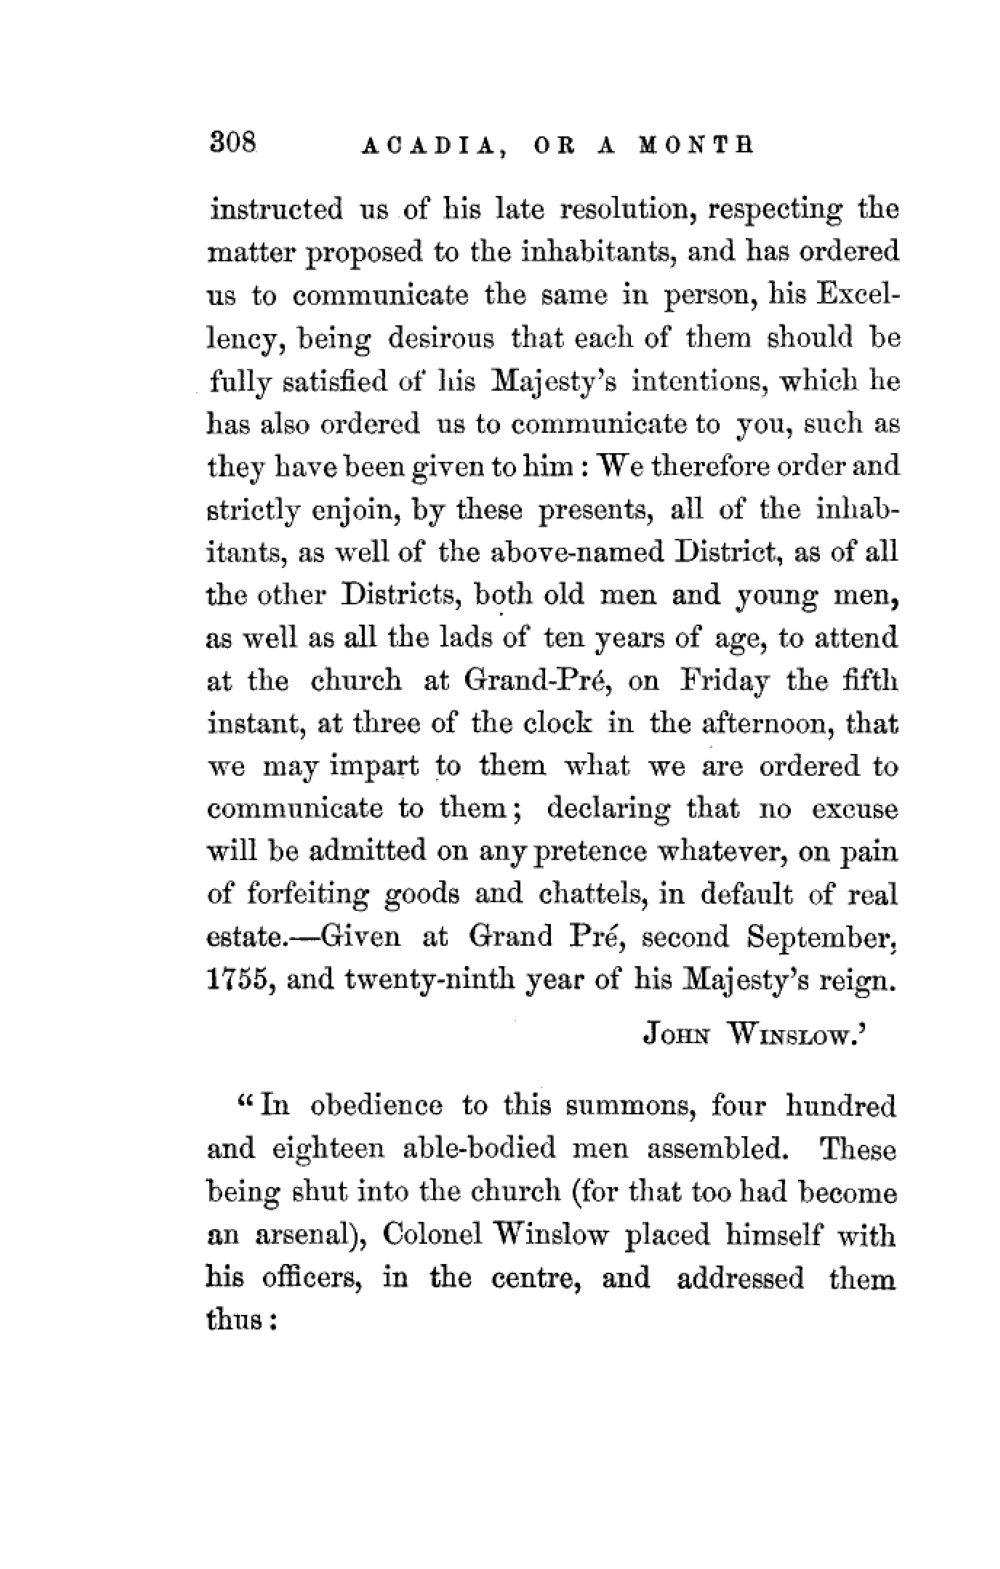 308 ACADIA, OR A MONTH
instructed us of his late resolution, respecting the
matter proposed to the inhabitants, and has ordered
us to communicate the same in person, his Excel-
lency, being desirous that each of them should be
fully satisfied of his Majesty's intentions, which he
has also ordered us to communicate to you, such as
they have been given to him : We therefore order and
strictly enjoin, by these presents, all of the inhab-
itants, as well of the above-named District, as of all
the other Districts, both old men and young men,
as well as all the lads of ten years of age, to attend
at the church at Grand-Pré, on Friday the fifth
instant, at three of the clock in the afternoon, that
we may impart to them what we are ordered to
communicate to them; declaring that no excuse
will be admitted on any pretence whatever, on pain
of forfeiting goods and chattels, in default of real
estate.—Given at Grand Pré, second September,
1755, and twenty-ninth year of his Majesty's reign.
JOHN WINSLOW.'
"In obedience to this summons, four hundred
and eighteen able-bodied men assembled. These
being shut into the church (for that too had become
an arsenal), Colonel Winslow placed himself with
his officers, in the centre, and addressed them
thus :